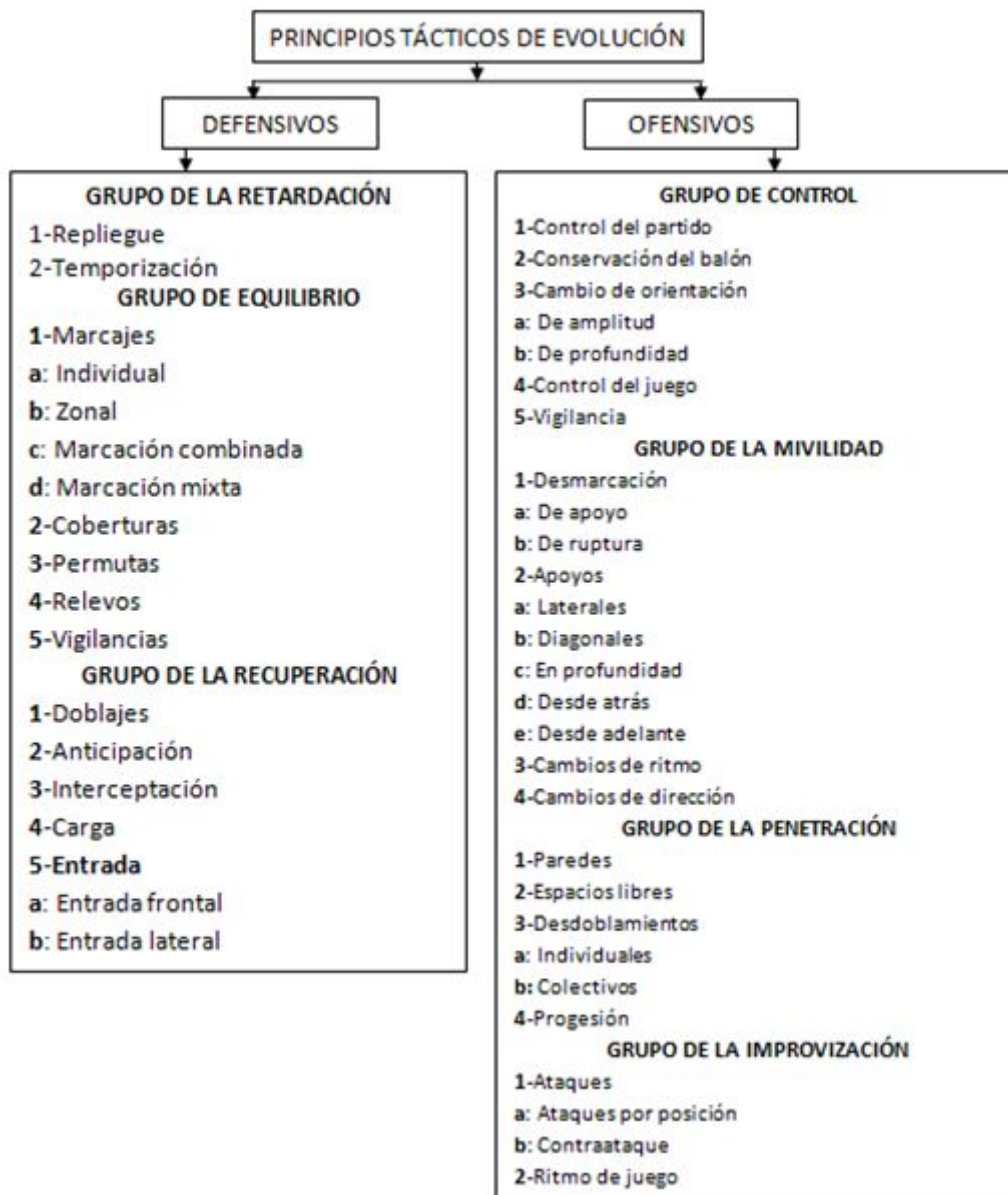 PRINCIPIOS TÁCTICOS DE EVOLUCIÓN
DEFENSIVOS
GRUPO DE LA RETARDACIÓN
1-Repliegue
2-Temporización
GRUPO DE EQUILIBRIO
1-Marcajes
a: Individual
b: Zonal
c: Marcación combinada
d: Marcación mixta
2-Coberturas
3-Permutas
4-Relevos
5-Vigilancias
GRUPO DE LA RECUPERACIÓN
1-Doblajes
2-Anticipación
3-Interceptación
4-Carga
5-Entrada
a: Entrada frontal
b: Entrada lateral
OFENSIVOS
GRUPO DE CONTROL
1-Control del partido
2-Conservación del balón
3-Cambio de orientación
a: De amplitud
b: De profundidad
4-Control del juego
5-Vigilancia
GRUPO DE LA MIVILIDAD
1-Desmarcación
a: De apoyo
b: De ruptura
2-Apoyos
a: Laterales
b: Diagonales
c: En profundidad
d: Desde atrás
e: Desde adelante
3-Cambios de ritmo
4-Cambios de dirección
GRUPO DE LA PENETRACIÓN
1-Paredes
2-Espacios libres
3-Desdoblamientos
a: Individuales
b: Colectivos
4-Progesión
GRUPO DE LA IMPROVIZACIÓN
1-Ataques
a: Ataques por posición
b: Contraataque
2-Ritmo de juego